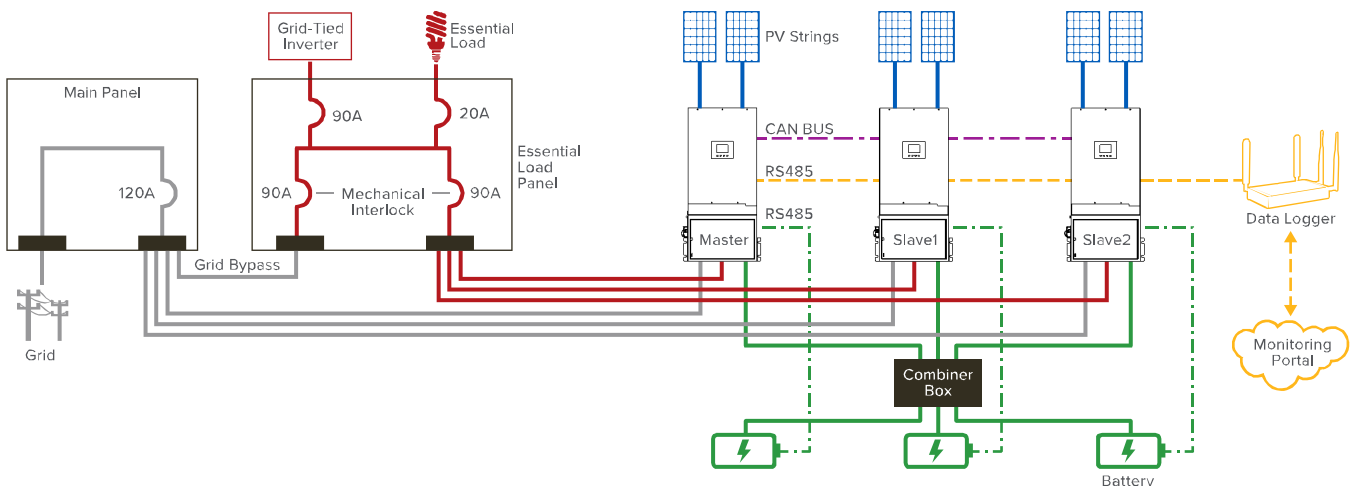 Grid-Tied
Inverter
Essential
Load
PV Strings
Main Panel
90A
20A
CAN BUS
Essential
Load
Panel
120A
90A
Mechanical
Interlock
90A
RS485
RS485
Data Logger
Master
Slave1
Slave2
Grid Bypass
Grid
Monitoring
Portal
Combiner
Box
Battery